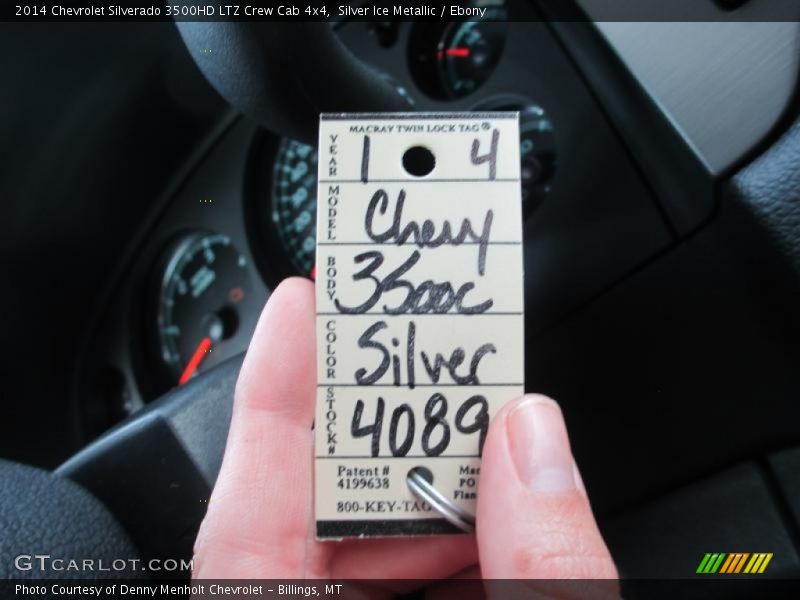 2014 Chevrolet Silverado 3500HD LTZ Crew Cab 4x4, Silver Ice Metallic / Ebony
MACRAY TWIN LOCK TAG®
YEAR 1 4
MODEL Chevy
BODY 3500c
COLOR Silver
STOCK# 4089
Patent #
4199638
PO
800-KEY-TAG
GTCARLOT.COM
Photo Courtesy of Denny Menholt Chevrolet – Billings, MT